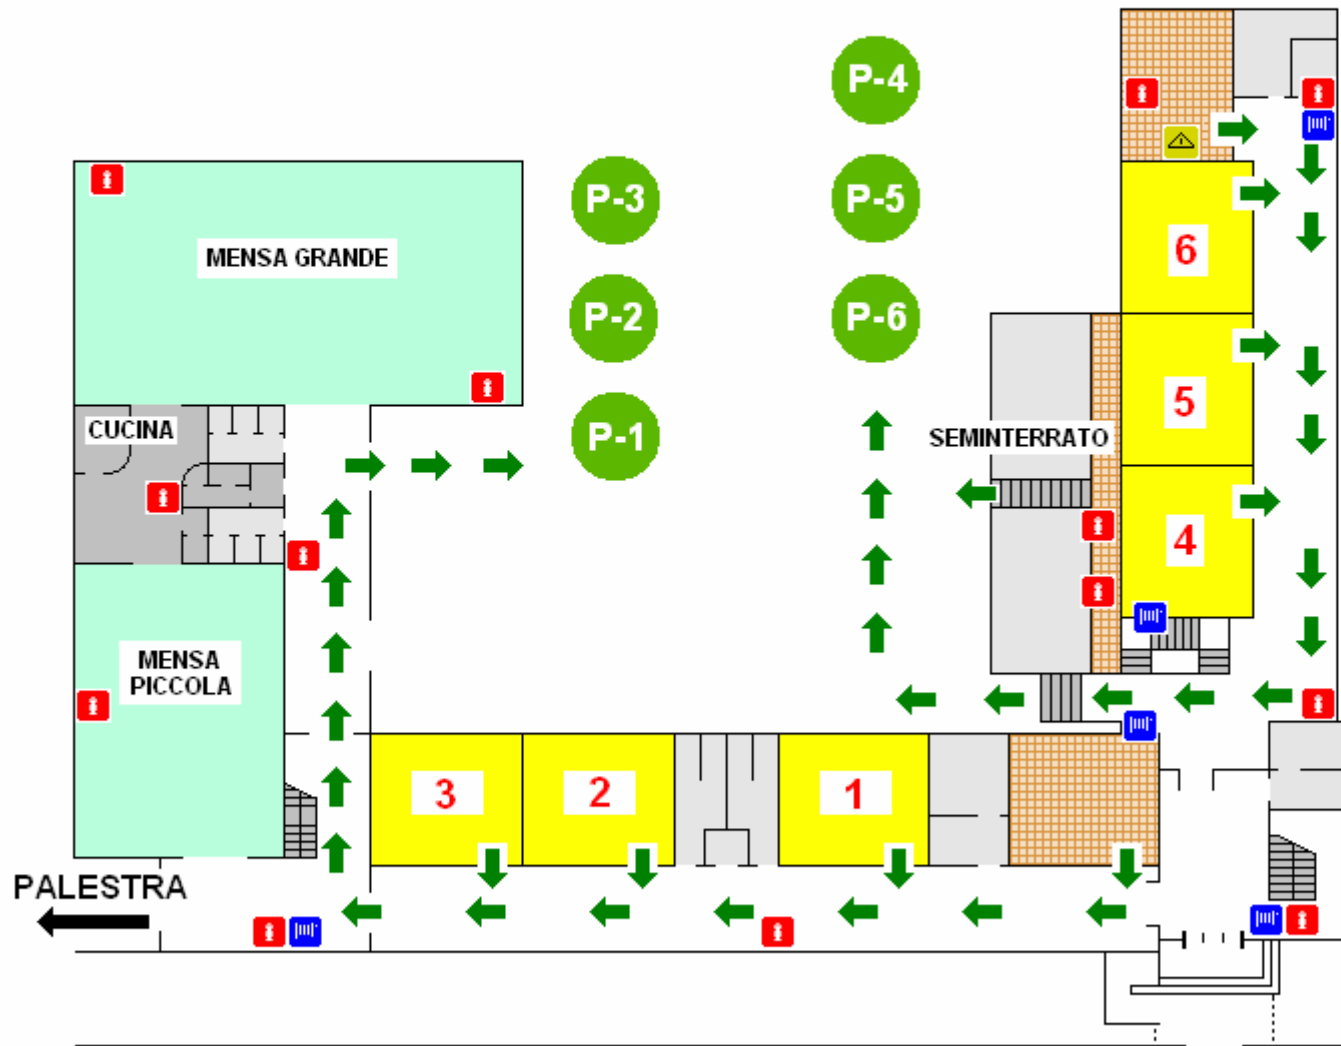 P-4
P-3
P-5
MENSA GRANDE
6
P-2
P-6
5
CUCINA
P-1
SEMINTERRATO
4
MENSA
PICCOLA
3
2
1
PALESTRA